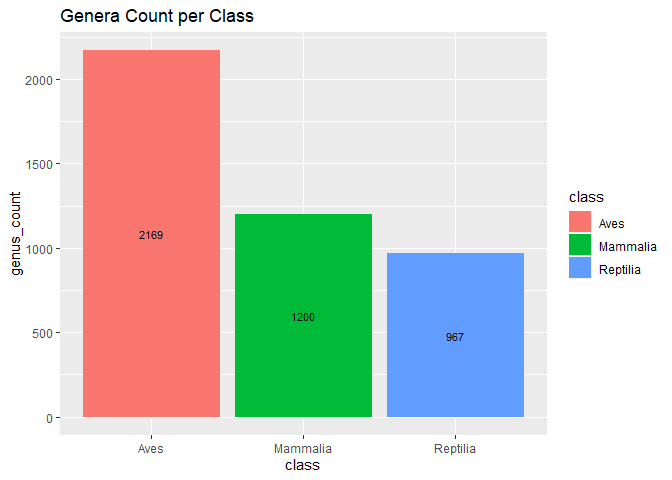 Genera Count per Class
genus_count
2000
1500
1000
500
0
2169
1200
967
Aves
Mammalia
Reptilia
class
class
Aves
Mammalia
Reptilia